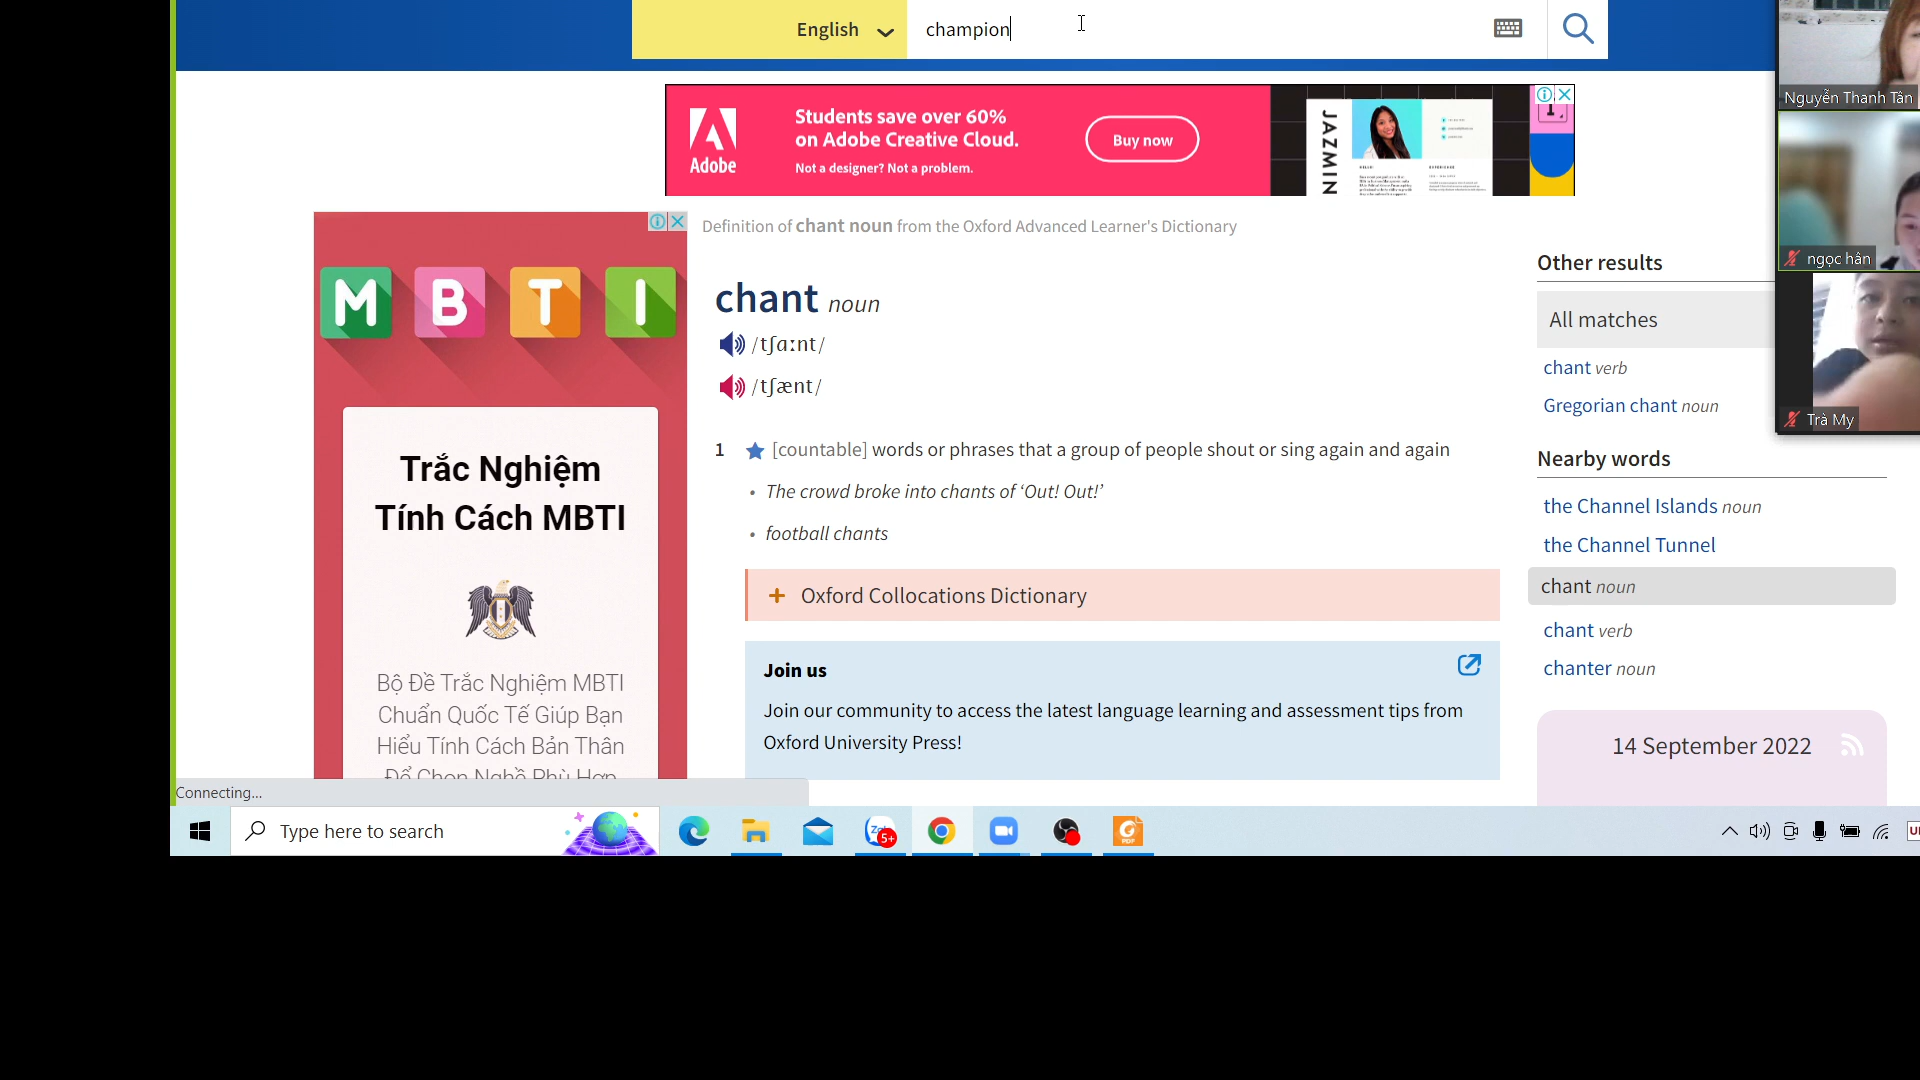 English
champion
Adobe
Students save over 60%
on Adobe Creative Cloud.
Not a designer? Not a problem.
Buy now
JAZMIN
Nguyễn Thanh Tân
ngọc hân
Trà My
M B T I
Trắc Nghiệm
Tính Cách MBTI
Bộ Đề Trắc Nghiệm MBTI
Chuẩn Quốc Tế Giúp Bạn
Hiểu Tính Cách Bản Thân
Để Chọn Nghề Phù Hợp
Definition of chant noun from the Oxford Advanced Learner's Dictionary
chant noun
/tʃɑːnt/
/tʃænt/
1 [countable] words or phrases that a group of people shout or sing again and again
• The crowd broke into chants of ‘Out! Out!’
• football chants
+ Oxford Collocations Dictionary
Join us
Join our community to access the latest language learning and assessment tips from
Oxford University Press!
Other results
All matches
chant verb
Gregorian chant noun
Nearby words
the Channel Islands noun
the Channel Tunnel
chant noun
chant verb
chanter noun
14 September 2022
Connecting...
Type here to search
5+
PDF